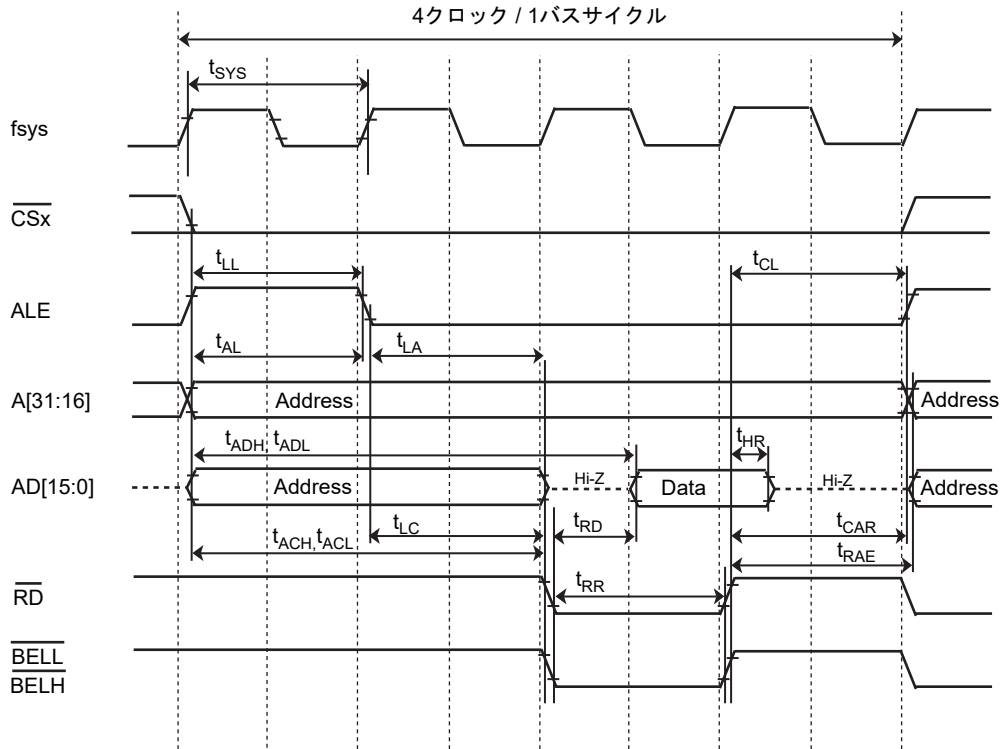 4クロック / 1バスサイクル
tSYS
fsys
CSx
tLL
tCL
ALE
tAL
tLA
A[31:16]
Address
Address
tADH, tADL
tHR
AD[15:0]
Address
Hi-Z
Data
Hi-Z
Address
tLC
tRD
tCAR
tACH,tACL
tRAE
RD
tRR
BELL
BELH